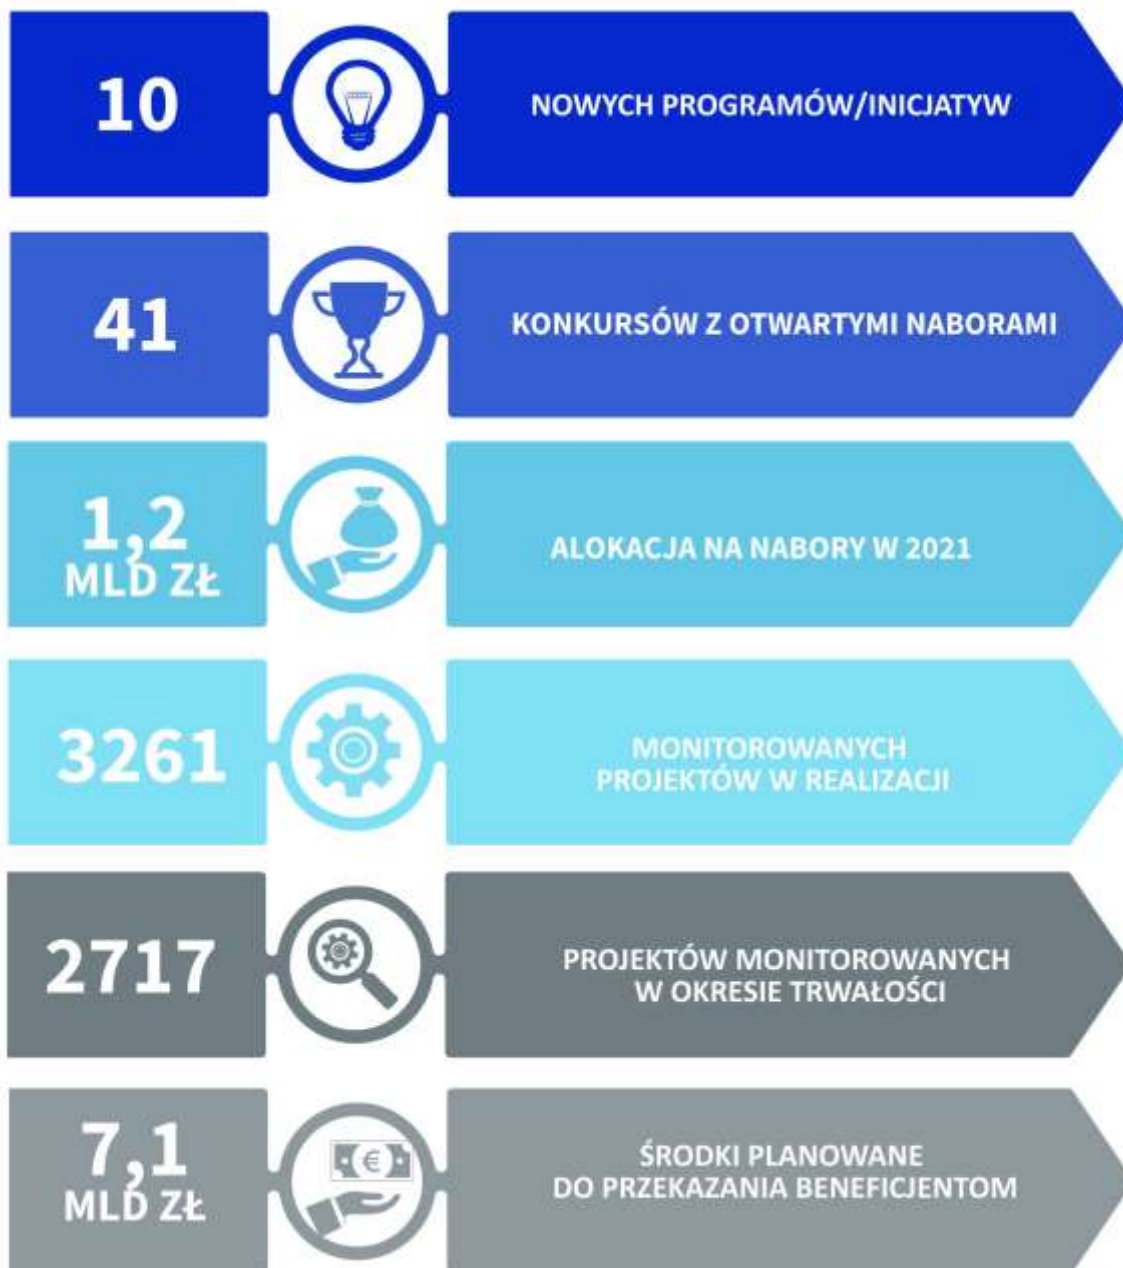 10
NOWYCH PROGRAMÓW/INICJATYW
41
KONKURSÓW Z OTWARTYMI NABORAMI
1,2
MLD ZŁ
ALOKACJA NA NABORY W 2021
3261
MONITOROWANYCH
PROJEKTÓW W REALIZACJI
2717
PROJEKTÓW MONITOROWANYCH
W OKRESIE TRWAŁOŚCI
7,1
MLD ZŁ
€
ŚRODKI PLANOWANE
DO PRZEKAZANIA BENEFICJENTOM